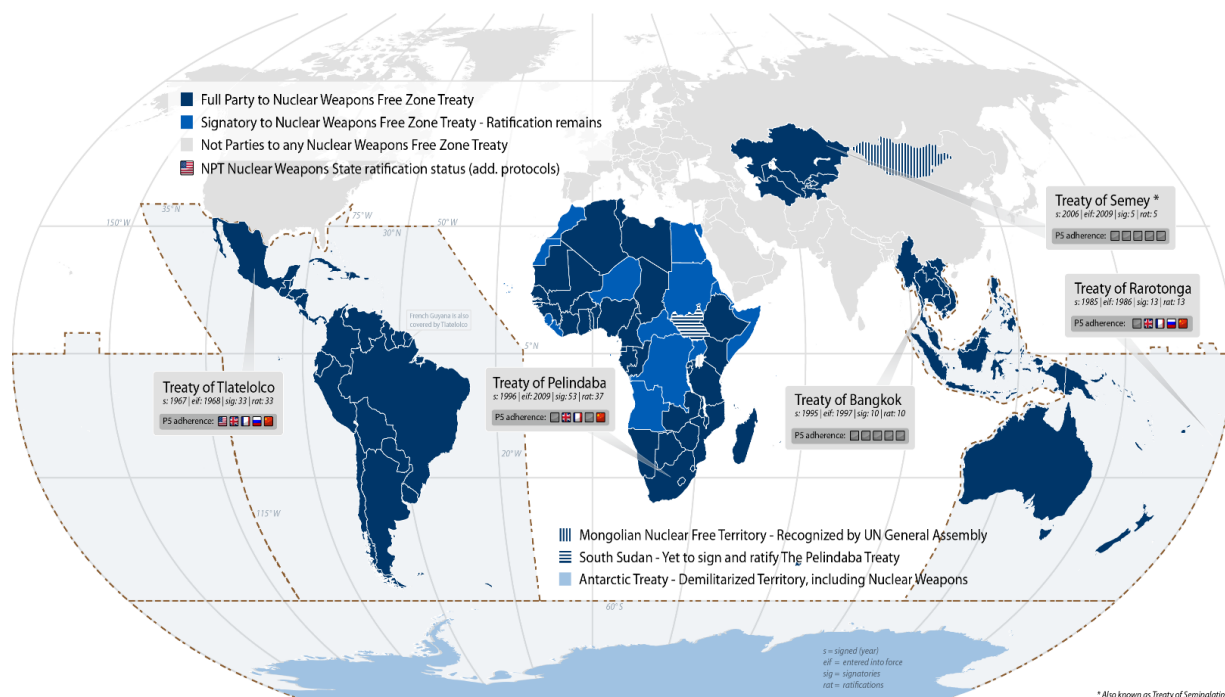 Full Party to Nuclear Weapons Free Zone Treaty
Signatory to Nuclear Weapons Free Zone Treaty - Ratification remains
Not Parties to any Nuclear Weapons Free Zone Treaty
NPT Nuclear Weapons State ratification status (add. protocols)
35° N
150° W
75° W
30° N
50° W
Treaty of Semey *
s: 2006 | eif: 2009 | sig: 5 | rat: 5
P5 adherence:
Treaty of Rarotonga
s: 1985 | eif: 1986 | sig: 13 | rat: 13
P5 adherence:
French Guyana is also
covered by Tlatelolco
5° N
Treaty of Tlatelolco
s: 1967 | eif: 1968 | sig: 33 | rat: 33
P5 adherence:
Treaty of Pelindaba
s: 1996 | eif: 2009 | sig: 53 | rat: 37
P5 adherence:
Treaty of Bangkok
s: 1995 | eif: 1997 | sig: 10 | rat: 10
P5 adherence:
20° W
115° W
Mongolian Nuclear Free Territory - Recognized by UN General Assembly
South Sudan - Yet to sign and ratify The Pelindaba Treaty
Antarctic Treaty - Demilitarized Territory, including Nuclear Weapons
60° S
s = signed (year)
eif = entered into force
sig = signatories
rat = ratifications
* Also known as Treaty of